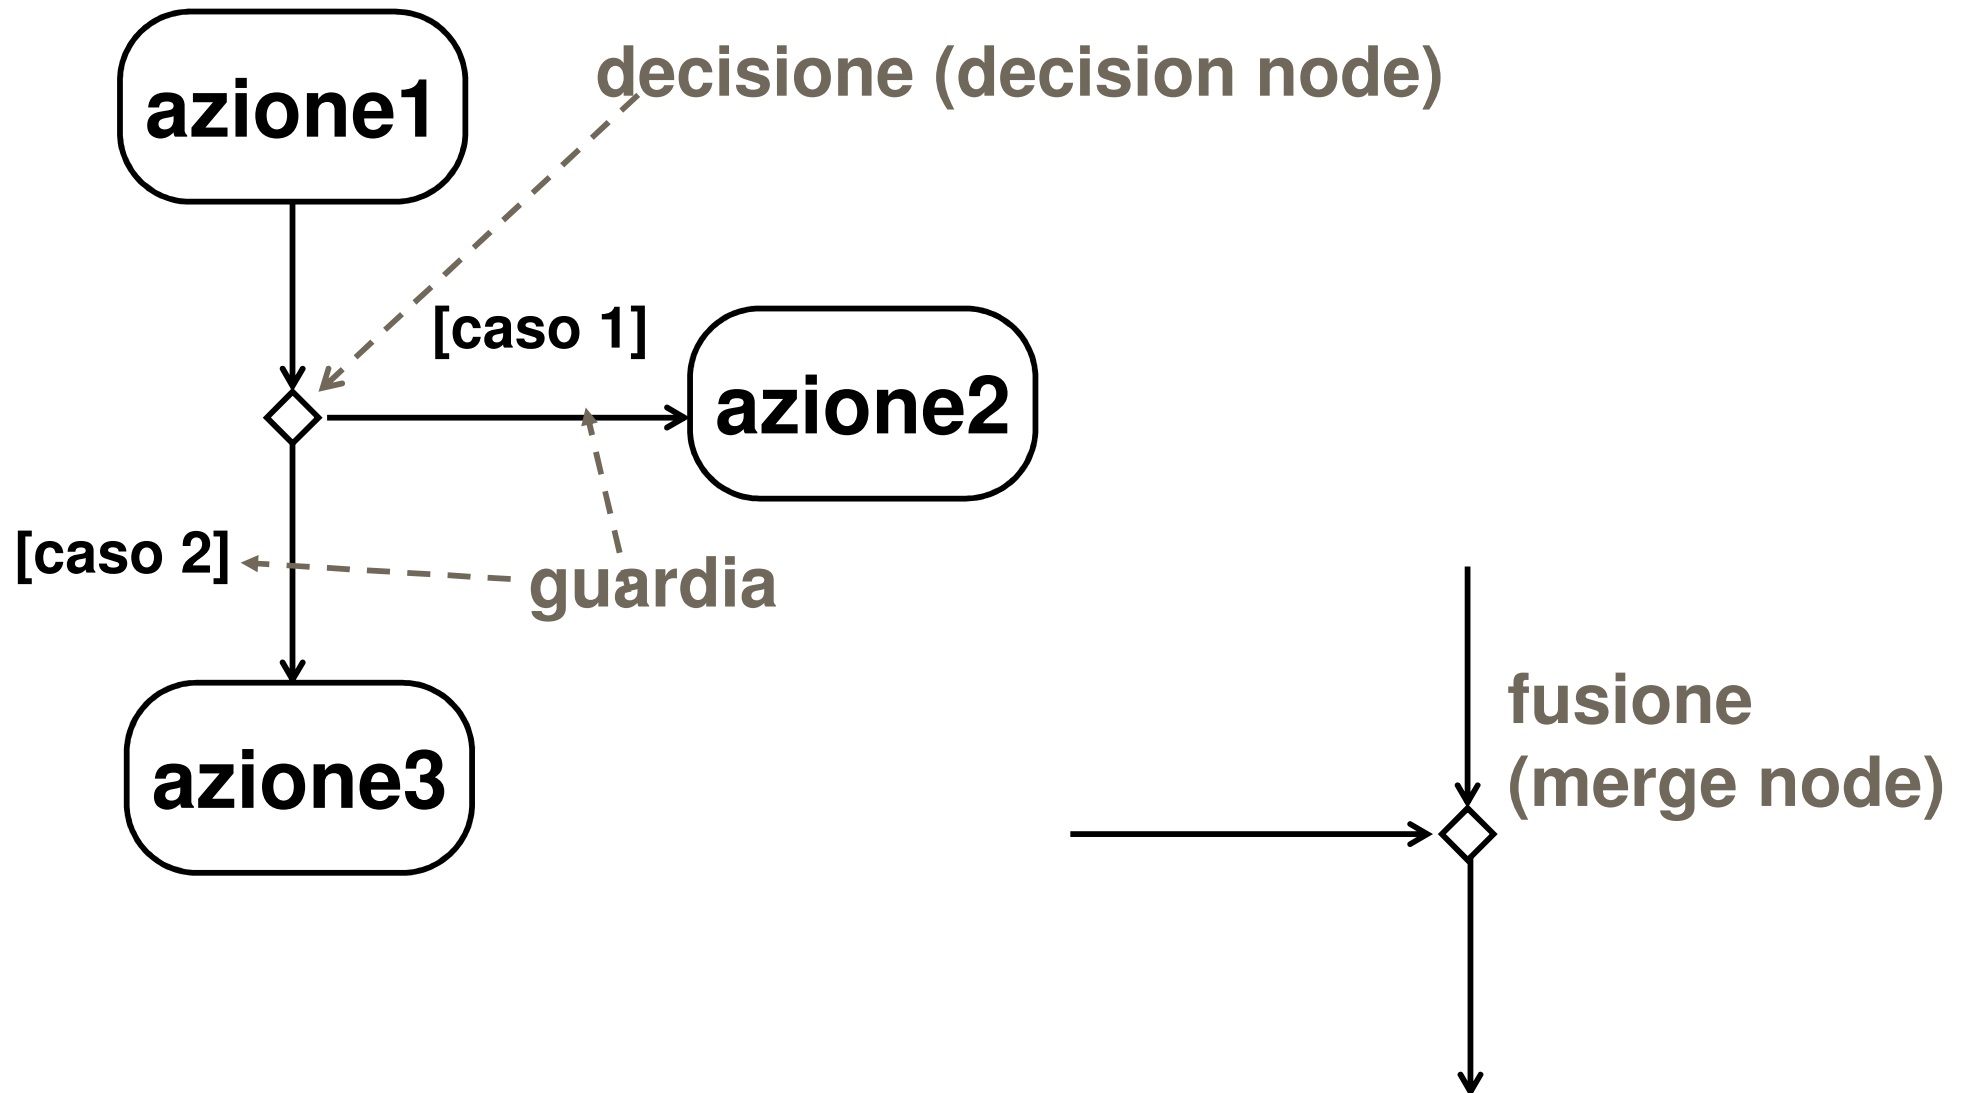 azione1
decisione (decision node)
[caso 1]
azione2
[caso 2]
guardia
azione3
fusione
(merge node)